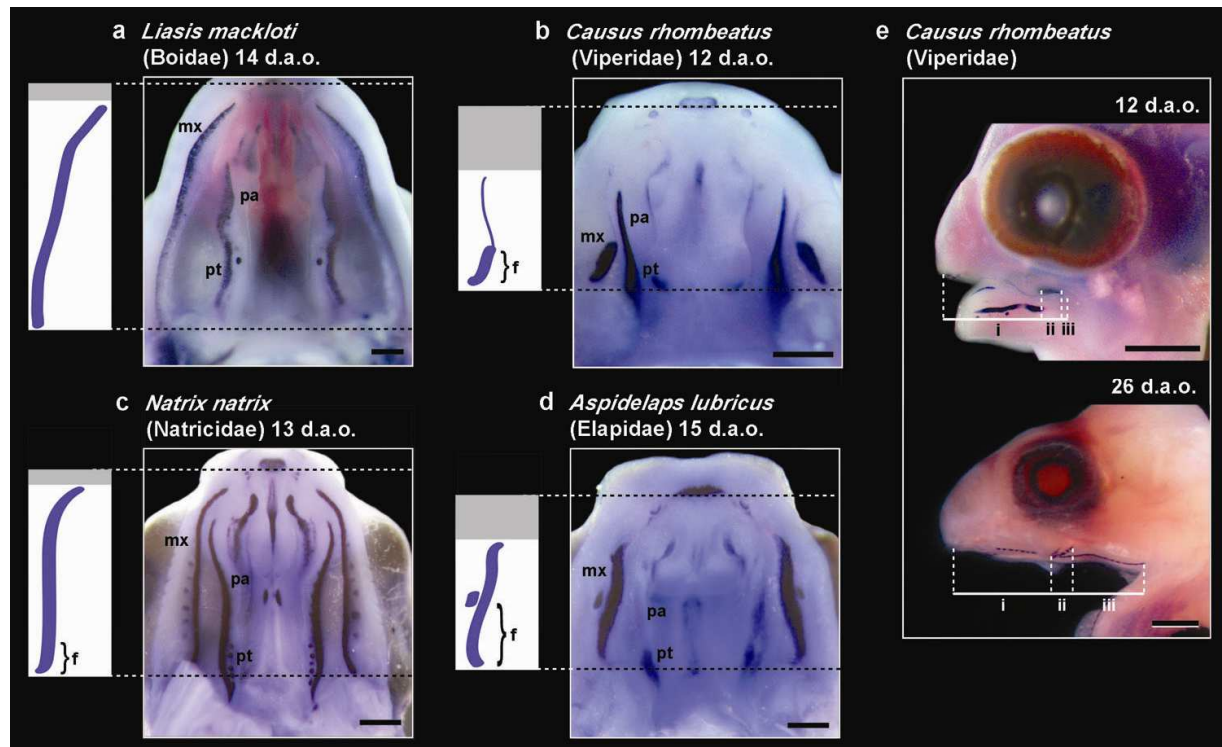 a Liasis mackloti
(Boidae) 14 d.a.o.
mx
pa
pt
b Causus rhombeatus
(Viperidae) 12 d.a.o.
pa
mx
f
pt
c Natrix natrix
(Natricidae) 13 d.a.o.
mx
pa
pt
f
d Aspidelaps lubricus
(Elapidae) 15 d.a.o.
mx
pa
f
pt
e Causus rhombeatus
(Viperidae)
12 d.a.o.
i ii iii
26 d.a.o.
i ii iii